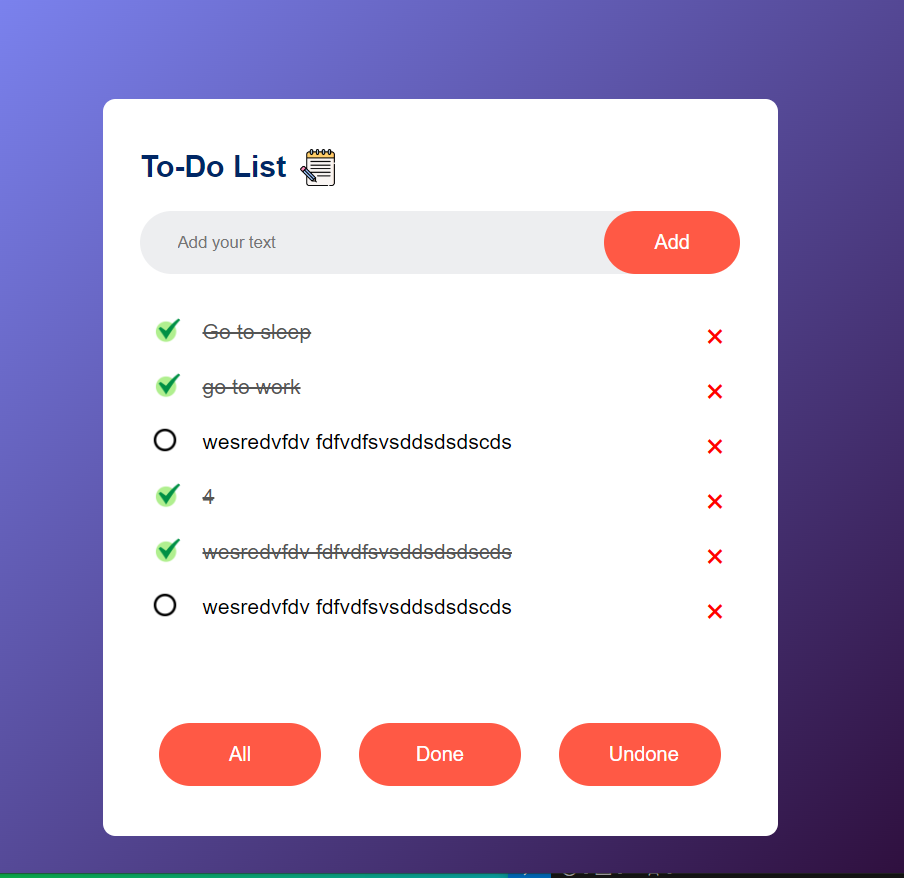 To-Do List
Add your text
Add
Go to sleep
go to work
wesredvfdv fdfvdfsvsddsdsdscds
4
wesredvfdv fdfvdfsvsddsdsdscds
wesredvfdv fdfvdfsvsddsdsdscds
All
Done
Undone